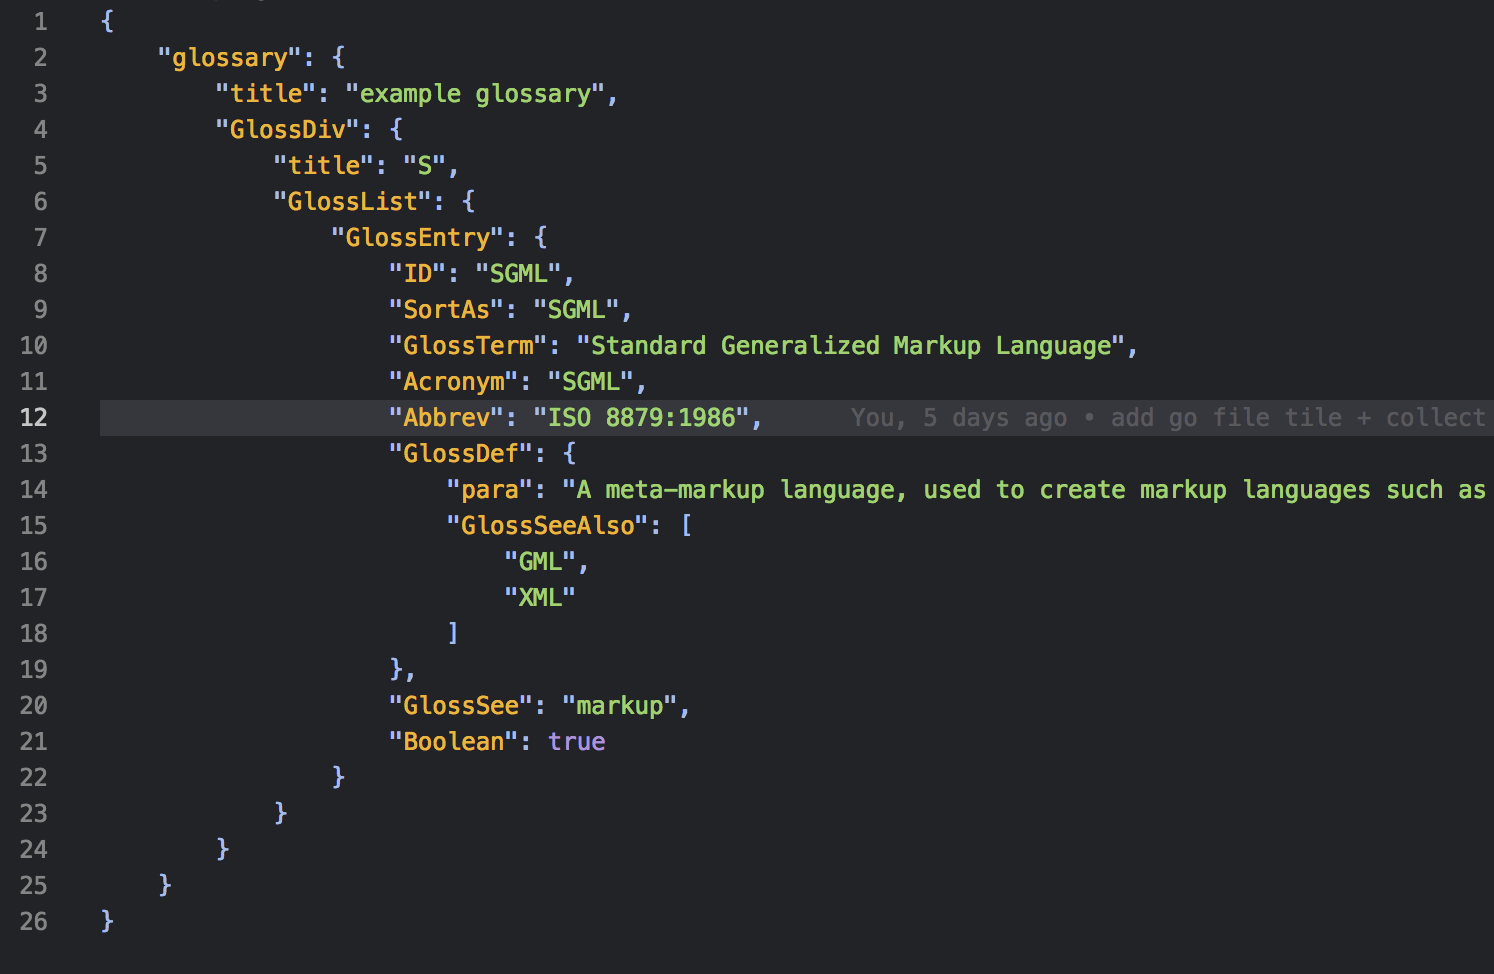 1 {
2 "glossary": {
3 "title": "example glossary",
4 "GlossDiv": {
5 "title": "S",
6 "GlossList": {
7 "GlossEntry": {
8 "ID": "SGML",
9 "SortAs": "SGML",
10 "GlossTerm": "Standard Generalized Markup Language",
11 "Acronym": "SGML",
12 "Abbrev": "ISO 8879:1986", You, 5 days ago • add go file tile + collect
13 "GlossDef": {
14 "para": "A meta-markup language, used to create markup languages such as
15 "GlossSeeAlso": [
16 "GML",
17 "XML"
18 ]
19 },
20 "GlossSee": "markup",
21 "Boolean": true
22 }
23 }
24 }
25 }
26 }